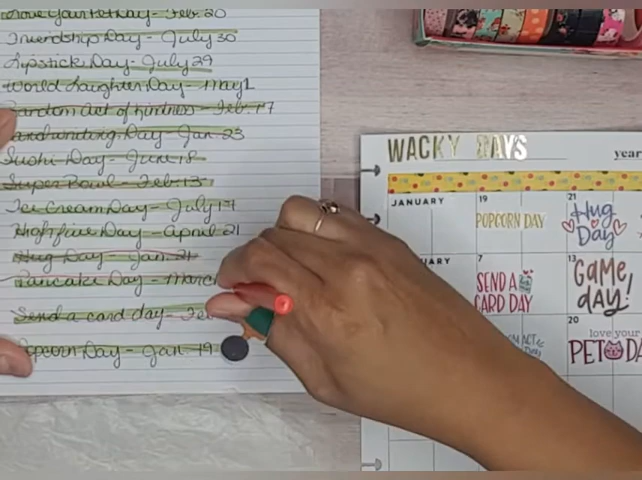 Love your Pet Day - Feb. 20
Friendship Day - July 30
Lipstick Day - July 29
World Laughter Day - May 1
Random Act of kindness - Feb. 17
Handwriting Day - Jan. 23
Sushi Day - June 18
Super Bowl - Feb. 13
Ice Cream Day - July 17
High five Day - April 21
Hug Day - Jan. 21
Pancake Day - March
Send a card day - Fe
Popcorn Day - Jan. 19
WACKY DAYS
year
JANUARY
19
POPCORN DAY
21
Hug Day
7
SEND A CARD DAY
13
GAME day!
20
love your
PET DA